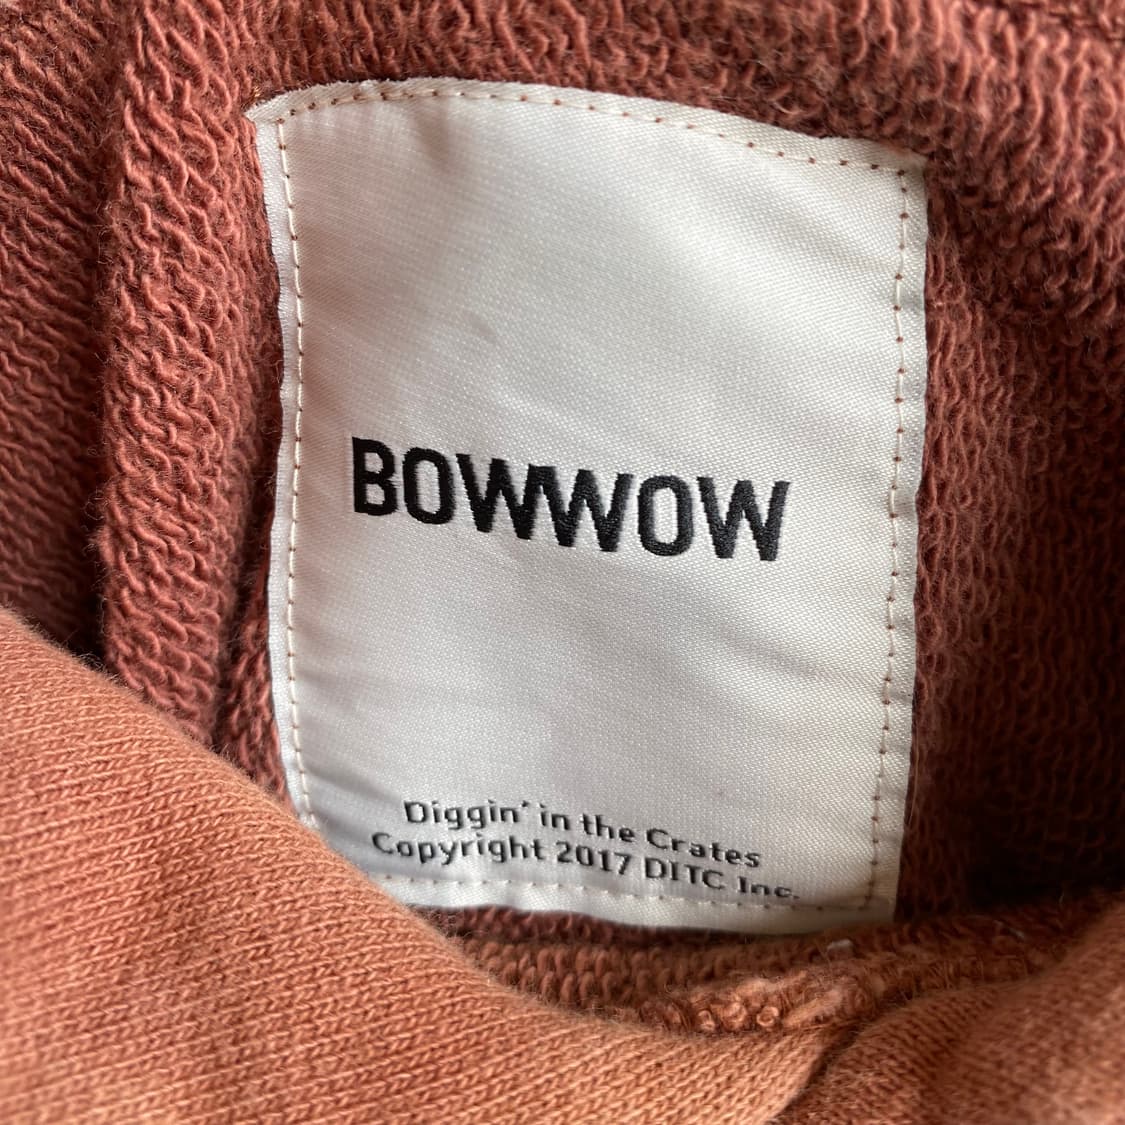 BOWWOW
Diggin' in the Crates
Copyright 2017 DITC Inc.